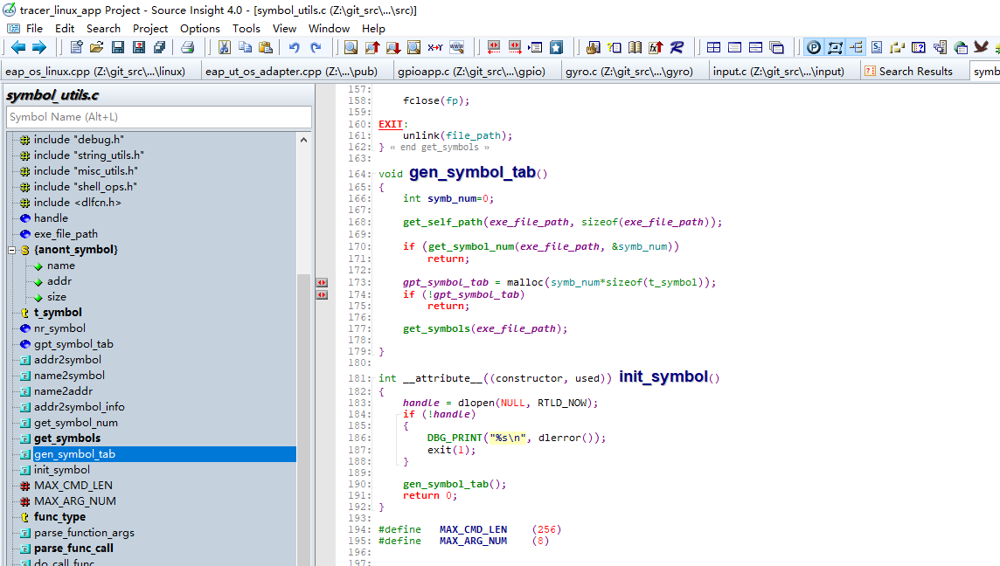 tracer_linux_app Project - Source Insight 4.0 - [symbol_utils.c (Z:\git_src\...\src)]
File Edit Search Project Options Tools View Window Help
eap_os_linux.cpp (Z:\git_src\...\linux) eap_ut_os_adapter.cpp (Z:\...\pub) gpioapp.c (Z:\git_src\...\gpio) gyro.c (Z:\git_src\...\gyro) input.c (Z:\git_src\...\input) Search Results symb
symbol_utils.c
Symbol Name (Alt+L)
include "debug.h"
include "string_utils.h"
include "misc_utils.h"
include "shell_ops.h"
include <dlfcn.h>
handle
exe_file_path
{anont_symbol}
name
addr
size
t_symbol
nr_symbol
gpt_symbol_tab
addr2symbol
name2symbol
name2addr
addr2symbol_info
get_symbol_num
get_symbols
gen_symbol_tab
init_symbol
MAX_CMD_LEN
MAX_ARG_NUM
func_type
parse_function_args
parse_func_call
do_call_func
157:
158: fclose(fp);
159:
160: EXIT:
161: unlink(file_path);
162: } « end get_symbols »
163:
164: void gen_symbol_tab()
165: {
166: int symb_num=0;
167:
168: get_self_path(exe_file_path, sizeof(exe_file_path));
169:
170: if (get_symbol_num(exe_file_path, &symb_num))
171: return;
172:
173: gpt_symbol_tab = malloc(symb_num*sizeof(t_symbol));
174: if (!gpt_symbol_tab)
175: return;
176:
177: get_symbols(exe_file_path);
178:
179: }
180:
181: int __attribute__((constructor, used)) init_symbol()
182: {
183: handle = dlopen(NULL, RTLD_NOW);
184: if (!handle)
185: {
186: DBG_PRINT("%s\n", dlerror());
187: exit(1);
188: }
189:
190: gen_symbol_tab();
191: return 0;
192: }
193:
194: #define MAX_CMD_LEN (256)
195: #define MAX_ARG_NUM (8)
196:
197: